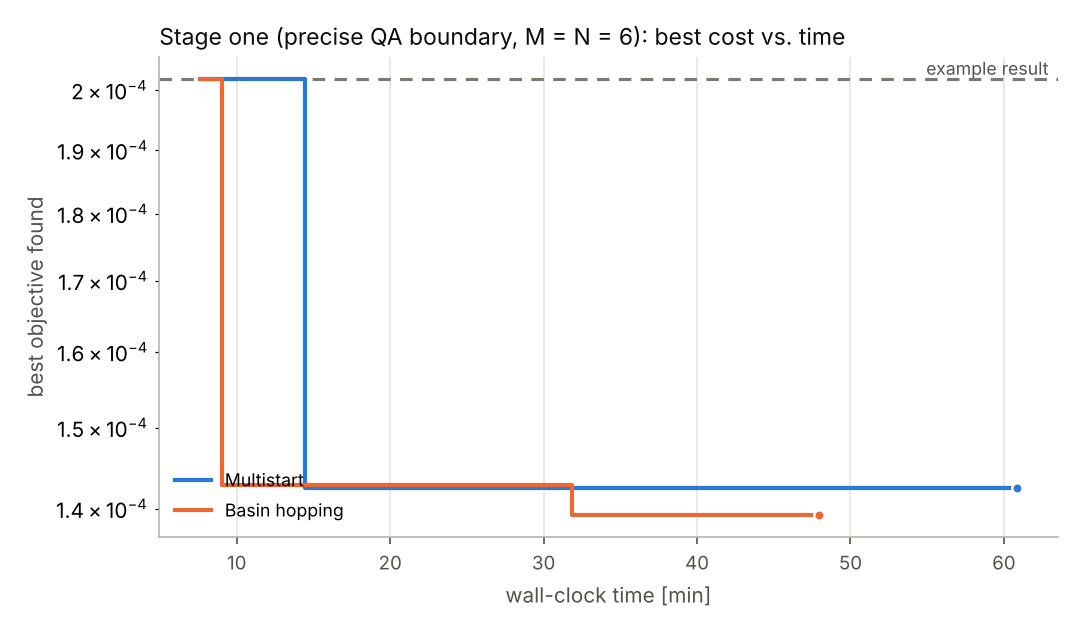 Stage one (precise QA boundary, M = N = 6): best cost vs. time
example result
2 × 10⁻⁴
1.9 × 10⁻⁴
1.8 × 10⁻⁴
1.7 × 10⁻⁴
1.6 × 10⁻⁴
1.5 × 10⁻⁴
1.4 × 10⁻⁴
best objective found
Multistart
Basin hopping
10 20 30 40 50 60
wall-clock time [min]